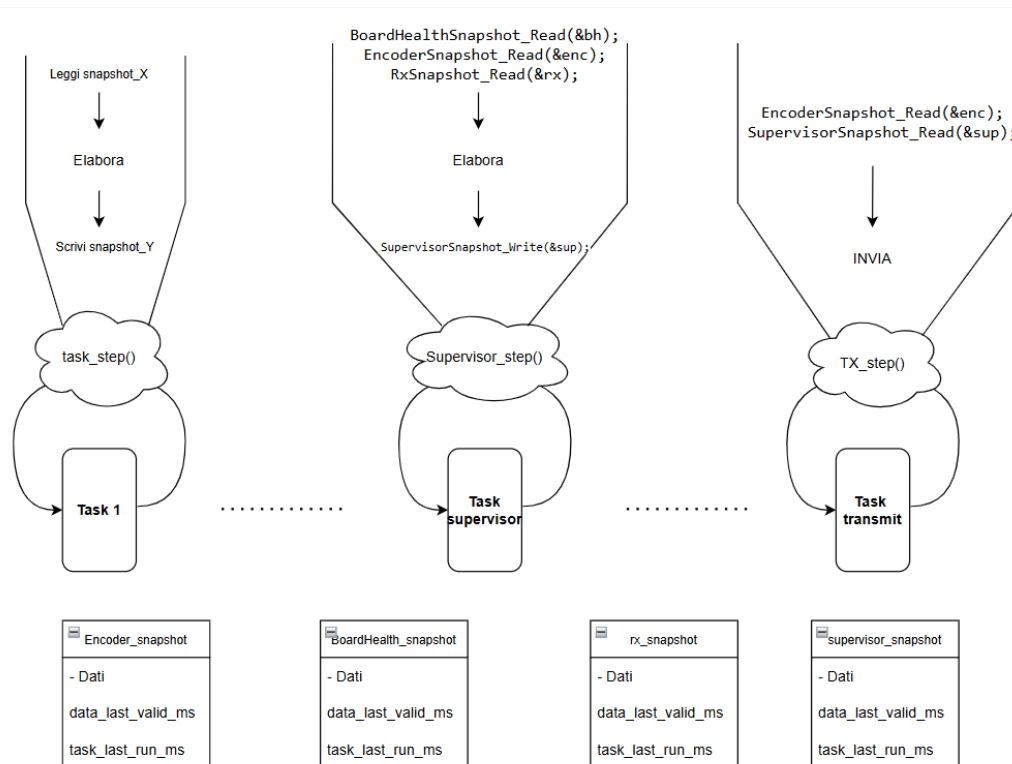 Leggi snapshot_X
Elabora
Scrivi snapshot_Y
task_step()
Task 1
BoardHealthSnapshot_Read(&bh);
EncoderSnapshot_Read(&enc);
RxSnapshot_Read(&rx);
Elabora
SupervisorSnapshot_Write(&sup);
Supervisor_step()
Task
supervisor
EncoderSnapshot_Read(&enc);
SupervisorSnapshot_Read(&sup);
INVIA
TX_step()
Task
transmit
Encoder_snapshot
- Dati
data_last_valid_ms
task_last_run_ms
BoardHealth_snapshot
- Dati
data_last_valid_ms
task_last_run_ms
rx_snapshot
- Dati
data_last_valid_ms
task_last_run_ms
supervisor_snapshot
- Dati
data_last_valid_ms
task_last_run_ms